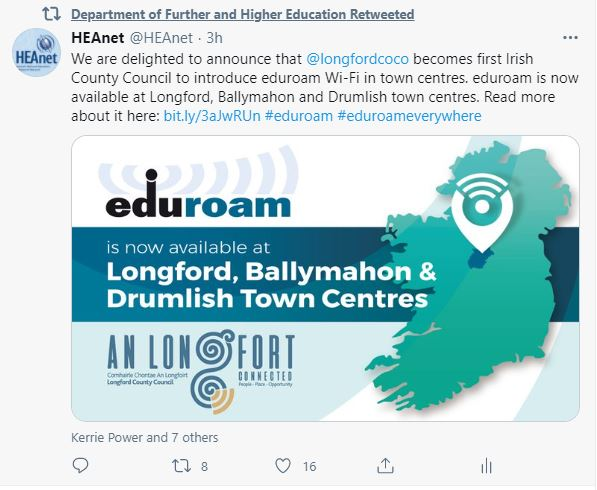 Department of Further and Higher Education Retweeted
HEAnet @HEAnet · 3h
We are delighted to announce that @longfordcoco becomes first Irish
County Council to introduce eduroam Wi-Fi in town centres. eduroam is now
available at Longford, Ballymahon and Drumlish town centres. Read more
about it here: bit.ly/3aJwRUn #eduroam #eduroameverywhere
HEAnet
eduroam
is now available at
Longford, Ballymahon &
Drumlish Town Centres
AN LONGFORT
Comhairle Chontae An Longfoirt
Longford County Council
CONNECTED
People - Place - Opportunity
Kerrie Power and 7 others
8
16